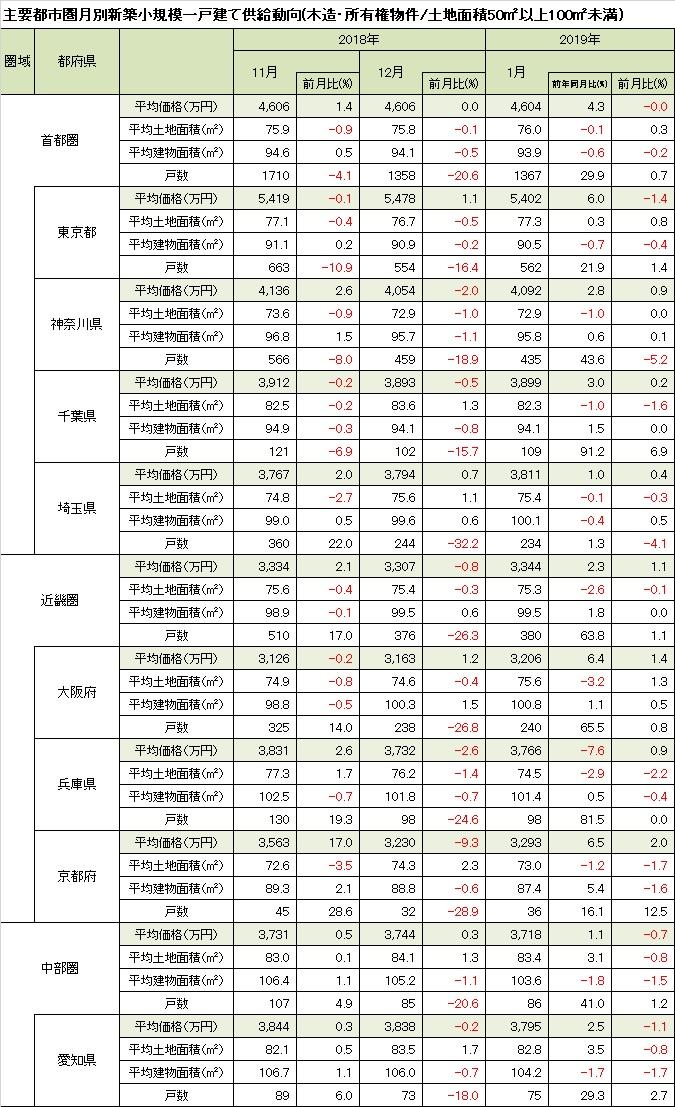 主要都市圏月別新築小規模一戸建て供給動向(木造・所有権物件/土地面積50㎡以上100㎡未満)
圏域 都府県 2018年 2019年
11月 前月比(%) 12月 前月比(%) 1月 前年同月比(%) 前月比(%)
首都圏
平均価格(万円) 4,606 1.4 4,606 0.0 4,604 4.3 -0.0
平均土地面積(㎡) 75.9 -0.9 75.8 -0.1 76.0 -0.1 0.3
平均建物面積(㎡) 94.6 0.5 94.1 -0.5 93.9 -0.6 -0.2
戸数 1710 -4.1 1358 -20.6 1367 29.9 0.7
東京都
平均価格(万円) 5,419 -0.1 5,478 1.1 5,402 6.0 -1.4
平均土地面積(㎡) 77.1 -0.4 76.7 -0.5 77.3 0.3 0.8
平均建物面積(㎡) 91.1 0.2 90.9 -0.2 90.5 -0.7 -0.4
戸数 663 -10.9 554 -16.4 562 21.9 1.4
神奈川県
平均価格(万円) 4,136 2.6 4,054 -2.0 4,092 2.8 0.9
平均土地面積(㎡) 73.6 -0.9 72.9 -1.0 72.9 -1.0 0.0
平均建物面積(㎡) 96.8 1.5 95.7 -1.1 95.8 0.6 0.1
戸数 566 -8.0 459 -18.9 435 43.6 -5.2
千葉県
平均価格(万円) 3,912 -0.2 3,893 -0.5 3,899 3.0 0.2
平均土地面積(㎡) 82.5 -0.2 83.6 1.3 82.3 -1.0 -1.6
平均建物面積(㎡) 94.9 -0.3 94.1 -0.8 94.1 1.5 0.0
戸数 121 -6.9 102 -15.7 109 91.2 6.9
埼玉県
平均価格(万円) 3,767 2.0 3,794 0.7 3,811 1.0 0.4
平均土地面積(㎡) 74.8 -2.7 75.6 1.1 75.4 -0.1 -0.3
平均建物面積(㎡) 99.0 0.5 99.6 0.6 100.1 -0.4 0.5
戸数 360 22.0 244 -32.2 234 1.3 -4.1
近畿圏
平均価格(万円) 3,334 2.1 3,307 -0.8 3,344 2.3 1.1
平均土地面積(㎡) 75.6 -0.4 75.4 -0.3 75.3 -2.6 -0.1
平均建物面積(㎡) 98.9 -0.1 99.5 0.6 99.5 1.8 0.0
戸数 510 17.0 376 -26.3 380 63.8 1.1
大阪府
平均価格(万円) 3,126 -0.2 3,163 1.2 3,206 6.4 1.4
平均土地面積(㎡) 74.9 -0.8 74.6 -0.4 75.6 -3.2 1.3
平均建物面積(㎡) 98.8 -0.5 100.3 1.5 100.8 1.1 0.5
戸数 325 14.0 238 -26.8 240 65.5 0.8
兵庫県
平均価格(万円) 3,831 2.6 3,732 -2.6 3,766 -7.6 0.9
平均土地面積(㎡) 77.3 1.7 76.2 -1.4 74.5 -2.9 -2.2
平均建物面積(㎡) 102.5 -0.7 101.8 -0.7 101.4 0.5 -0.4
戸数 130 19.3 98 -24.6 98 81.5 0.0
京都府
平均価格(万円) 3,563 17.0 3,230 -9.3 3,293 6.5 2.0
平均土地面積(㎡) 72.6 -3.5 74.3 2.3 73.0 -1.2 -1.7
平均建物面積(㎡) 89.3 2.1 88.8 -0.6 87.4 5.4 -1.6
戸数 45 28.6 32 -28.9 36 16.1 12.5
中部圏
平均価格(万円) 3,731 0.5 3,744 0.3 3,718 1.1 -0.7
平均土地面積(㎡) 83.0 0.1 84.1 1.3 83.4 3.1 -0.8
平均建物面積(㎡) 106.4 1.1 105.2 -1.1 103.6 -1.8 -1.5
戸数 107 4.9 85 -20.6 86 41.0 1.2
愛知県
平均価格(万円) 3,844 0.3 3,838 -0.2 3,795 2.5 -1.1
平均土地面積(㎡) 82.1 0.5 83.5 1.7 82.8 3.5 -0.8
平均建物面積(㎡) 106.7 1.1 106.0 -0.7 104.2 -1.7 -1.7
戸数 89 6.0 73 -18.0 75 29.3 2.7